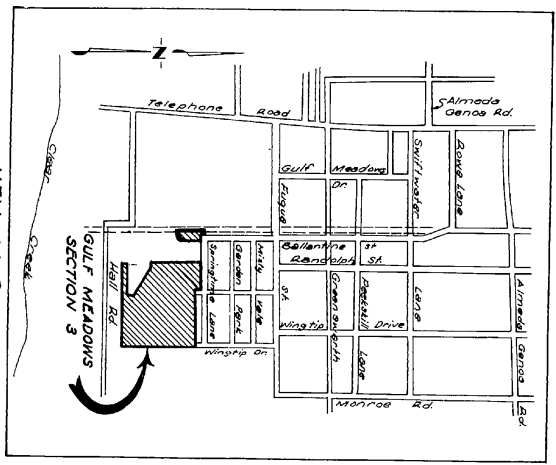 N
Telephone Road
Almeda
Genoa Rd.
Clear Creek
Gulf Meadows
Dr.
Fuqua
St.
Swiftwater
Lane
Rowe Lane
Ballantine St
Randolph St.
Misty
Vale
Garden
Park
Springtime Lane
Greensworth
Peekskill
Lane
Wingtip Drive
Almeda
Genoa
Rd
Wingtip Dr.
Monroe Rd.
Hall Rd.
GULF MEADOWS
SECTION 3